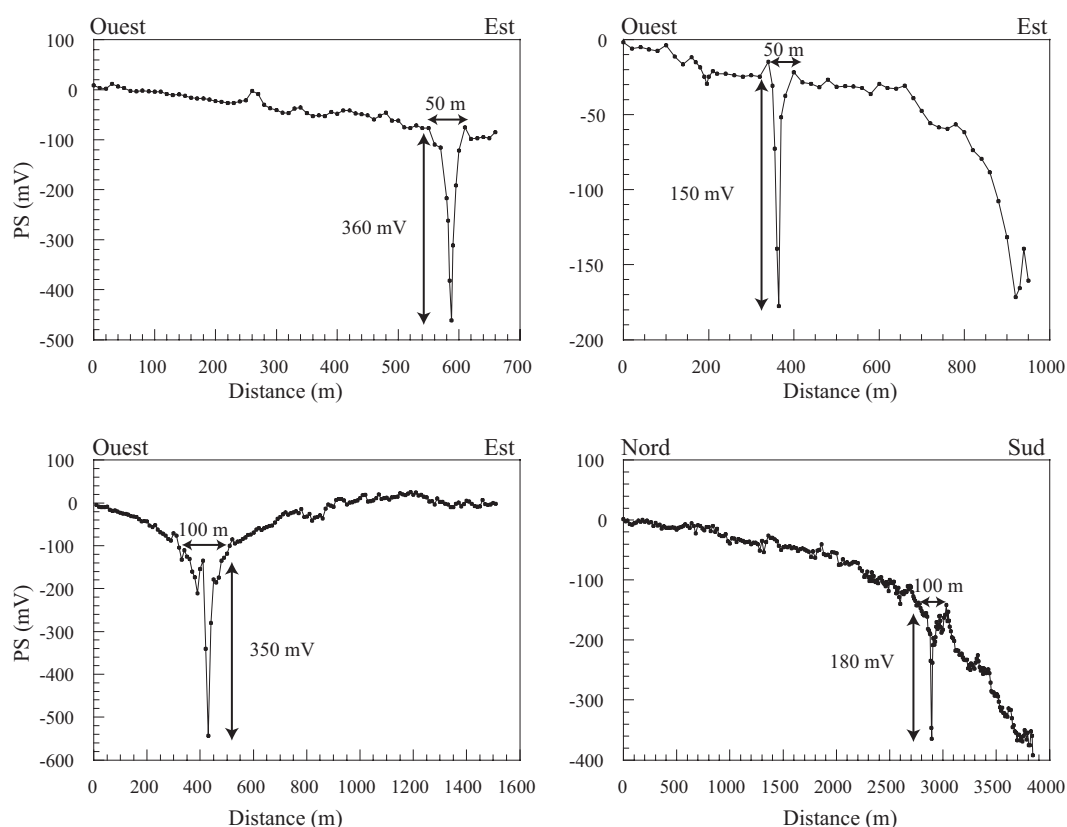 Ouest Est
100
0
-100
-200
-300
-400
-500
PS (mV)
50 m
360 mV
0 100 200 300 400 500 600 700
Distance (m)
Ouest Est
0
-50
-100
-150
-200
50 m
150 mV
0 200 400 600 800 1000
Distance (m)
Ouest Est
100
0
-100
-200
-300
-400
-500
-600
PS (mV)
100 m
350 mV
0 200 400 600 800 1000 1200 1400 1600
Distance (m)
Nord Sud
100
0
-100
-200
-300
-400
100 m
180 mV
0 500 1000 1500 2000 2500 3000 3500 4000
Distance (m)